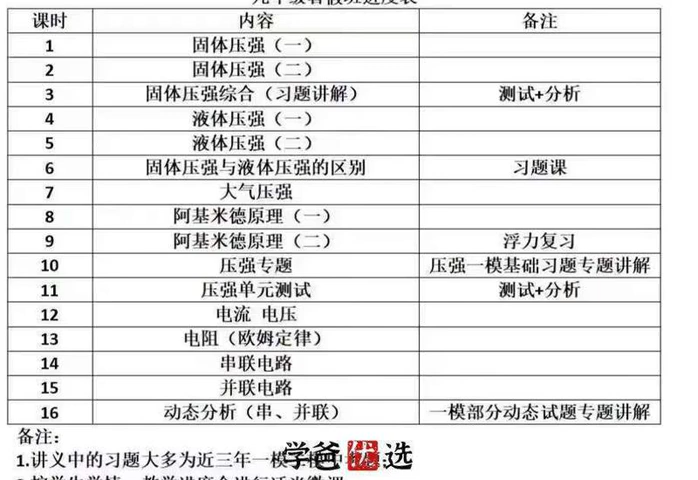 课时 内容 备注
1 固体压强（一）
2 固体压强（二）
3 固体压强综合（习题讲解） 测试+分析
4 液体压强（一）
5 液体压强（二）
6 固体压强与液体压强的区别 习题课
7 大气压强
8 阿基米德原理（一）
9 阿基米德原理（二） 浮力复习
10 压强专题 压强一模基础习题专题讲解
11 压强单元测试 测试+分析
12 电流 电压
13 电阻（欧姆定律）
14 串联电路
15 并联电路
16 动态分析（串、并联） 一模部分动态试题专题讲解
备注：
1.讲义中的习题大多为近三年一模
学爸优选